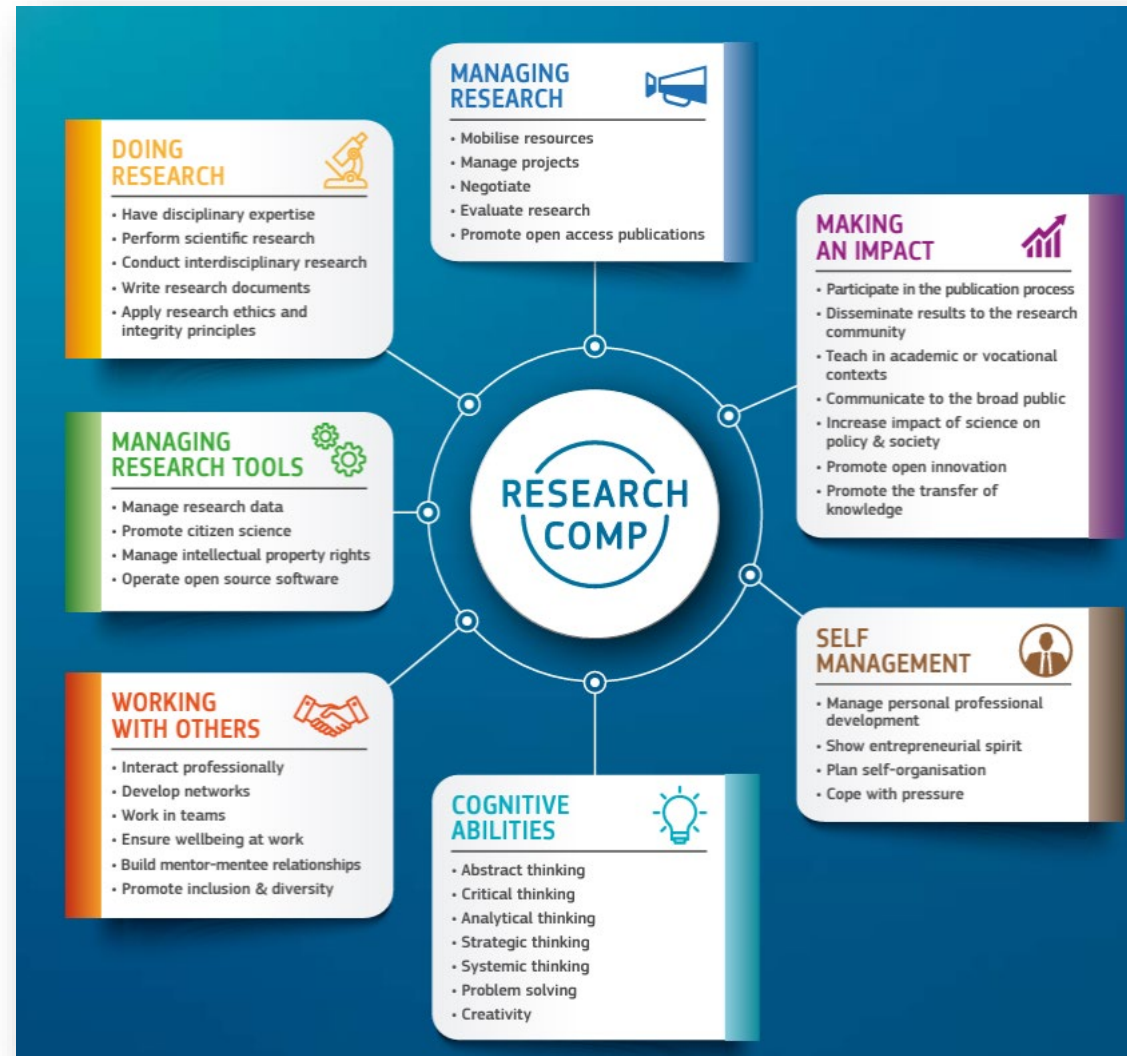 MANAGING
RESEARCH
• Mobilise resources
• Manage projects
• Negotiate
• Evaluate research
• Promote open access publications
DOING
RESEARCH
• Have disciplinary expertise
• Perform scientific research
• Conduct interdisciplinary research
• Write research documents
• Apply research ethics and
integrity principles
MAKING
AN IMPACT
• Participate in the publication process
• Disseminate results to the research
community
• Teach in academic or vocational
contexts
• Communicate to the broad public
• Increase impact of science on
policy & society
• Promote open innovation
• Promote the transfer of
knowledge
MANAGING
RESEARCH TOOLS
• Manage research data
• Promote citizen science
• Manage intellectual property rights
• Operate open source software
RESEARCH
COMP
SELF
MANAGEMENT
• Manage personal professional
development
• Show entrepreneurial spirit
• Plan self-organisation
• Cope with pressure
WORKING
WITH OTHERS
• Interact professionally
• Develop networks
• Work in teams
• Ensure wellbeing at work
• Build mentor-mentee relationships
• Promote inclusion & diversity
COGNITIVE
ABILITIES
• Abstract thinking
• Critical thinking
• Analytical thinking
• Strategic thinking
• Systemic thinking
• Problem solving
• Creativity